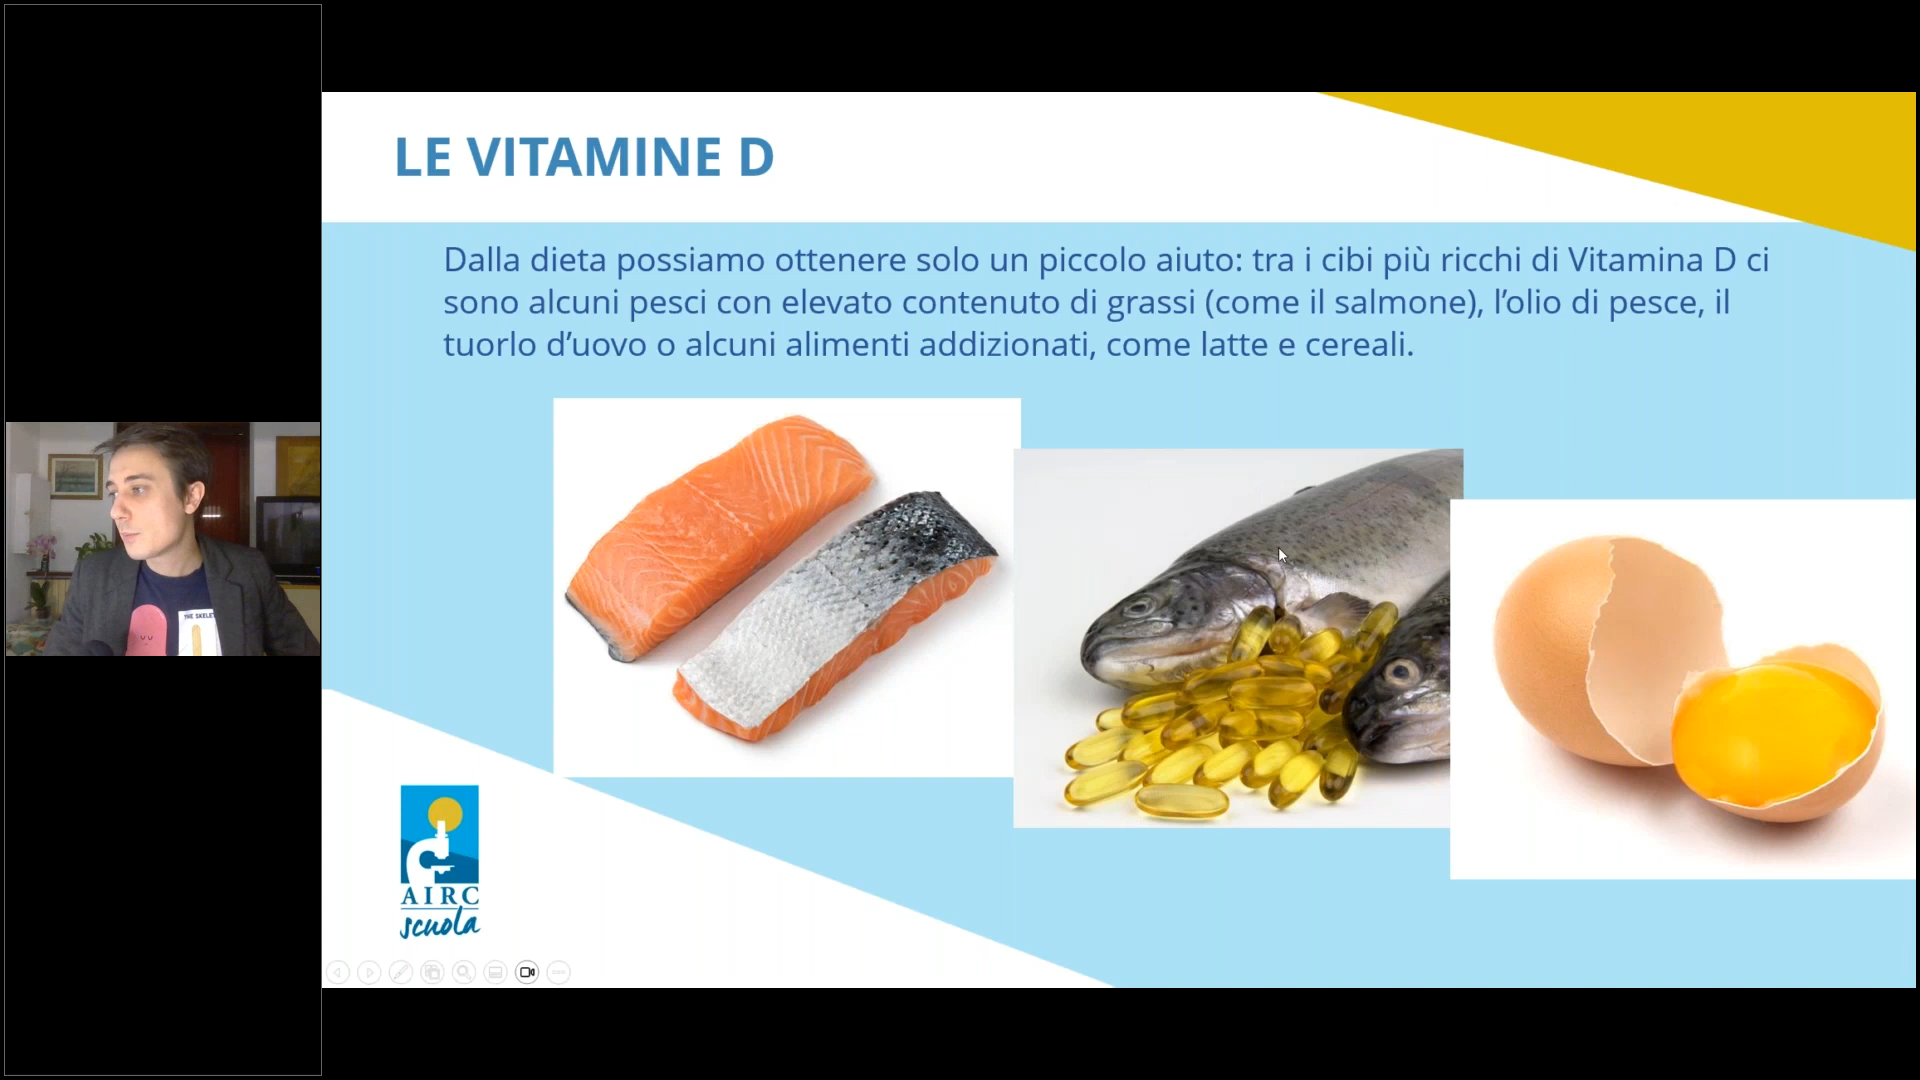 LE VITAMINE D
Dalla dieta possiamo ottenere solo un piccolo aiuto: tra i cibi più ricchi di Vitamina D ci
sono alcuni pesci con elevato contenuto di grassi (come il salmone), l’olio di pesce, il
tuorlo d’uovo o alcuni alimenti addizionati, come latte e cereali.
THE SKELET
AIRC
scuola